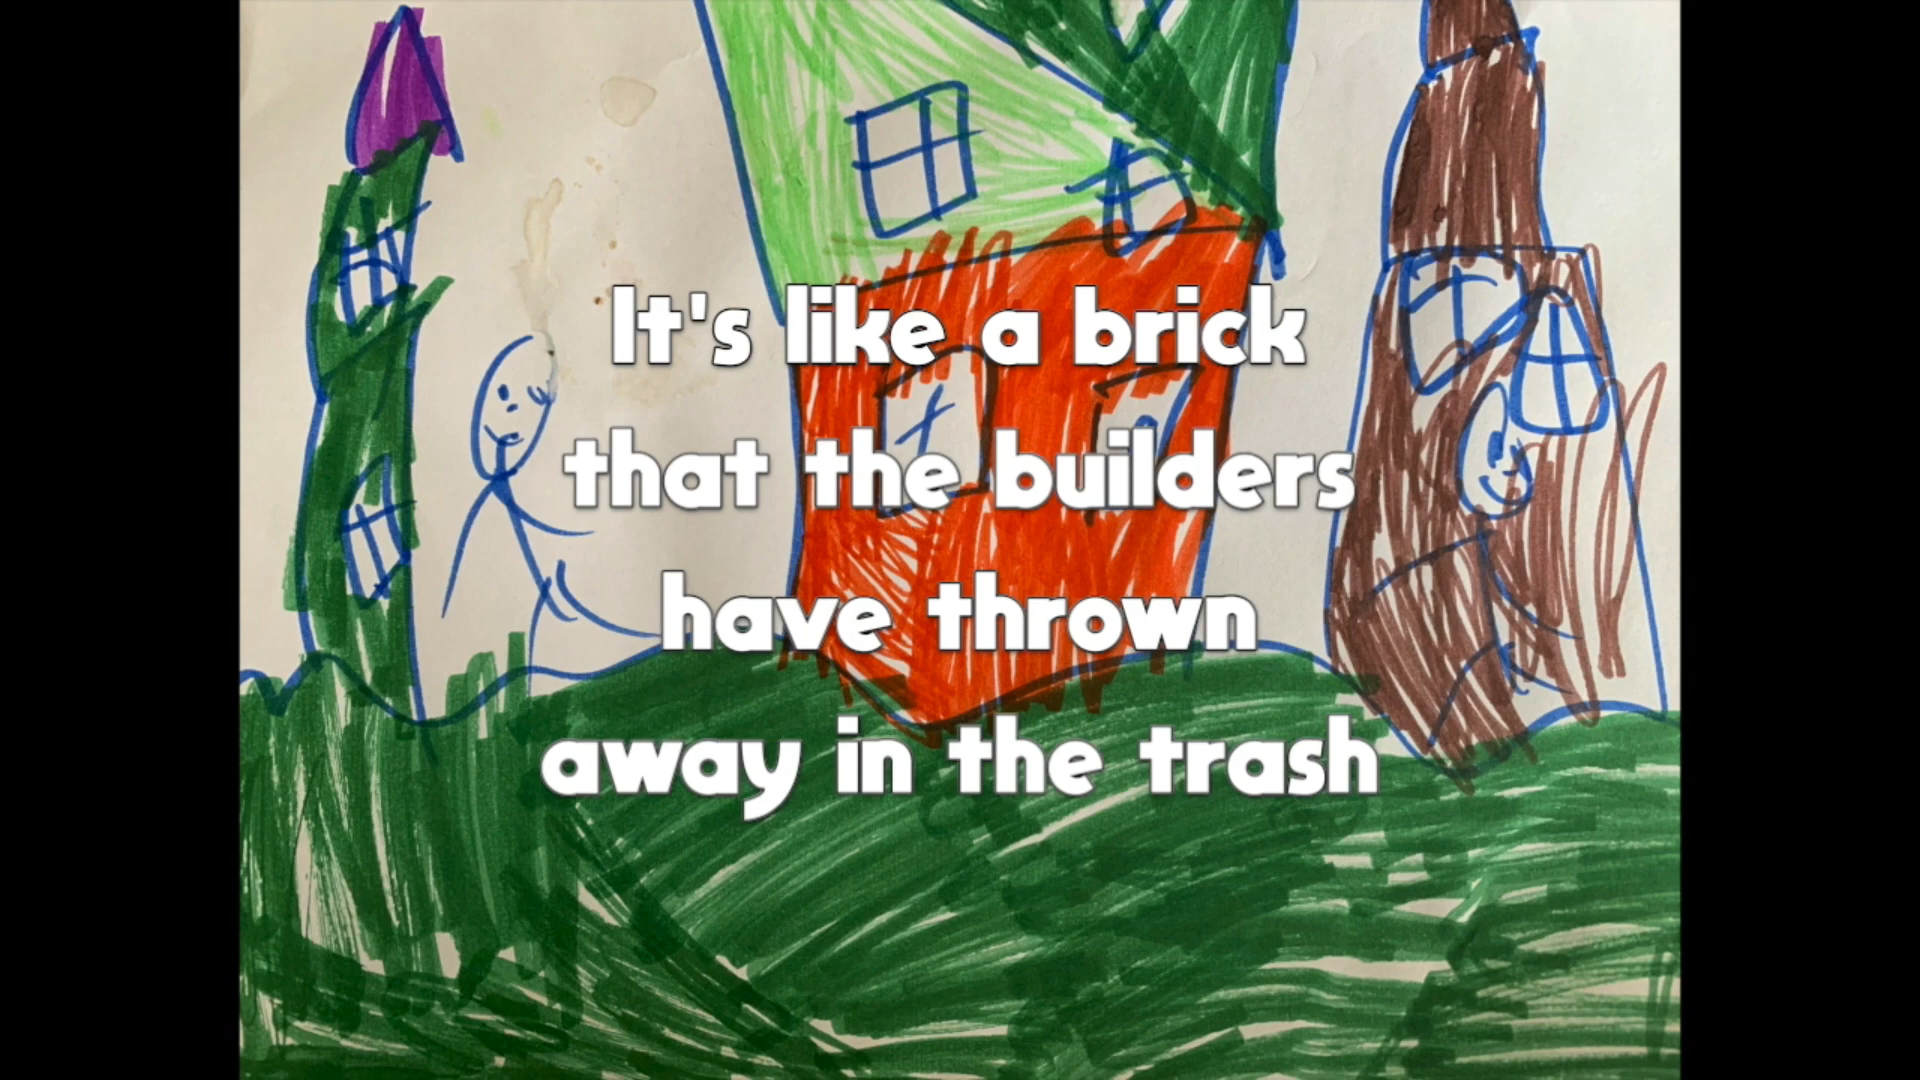 It's like a brick
that the builders
have thrown
away in the trash